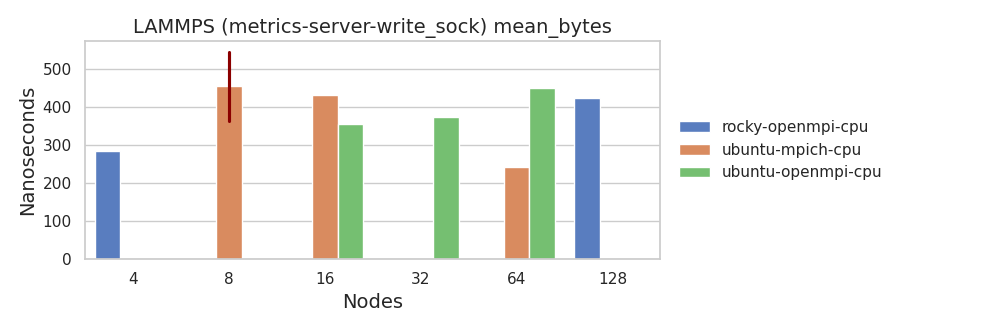 LAMMPS (metrics-server-write_sock) mean_bytes
Nanoseconds
500
400
300
200
100
0
4 8 16 32 64 128
Nodes
rocky-openmpi-cpu
ubuntu-mpich-cpu
ubuntu-openmpi-cpu